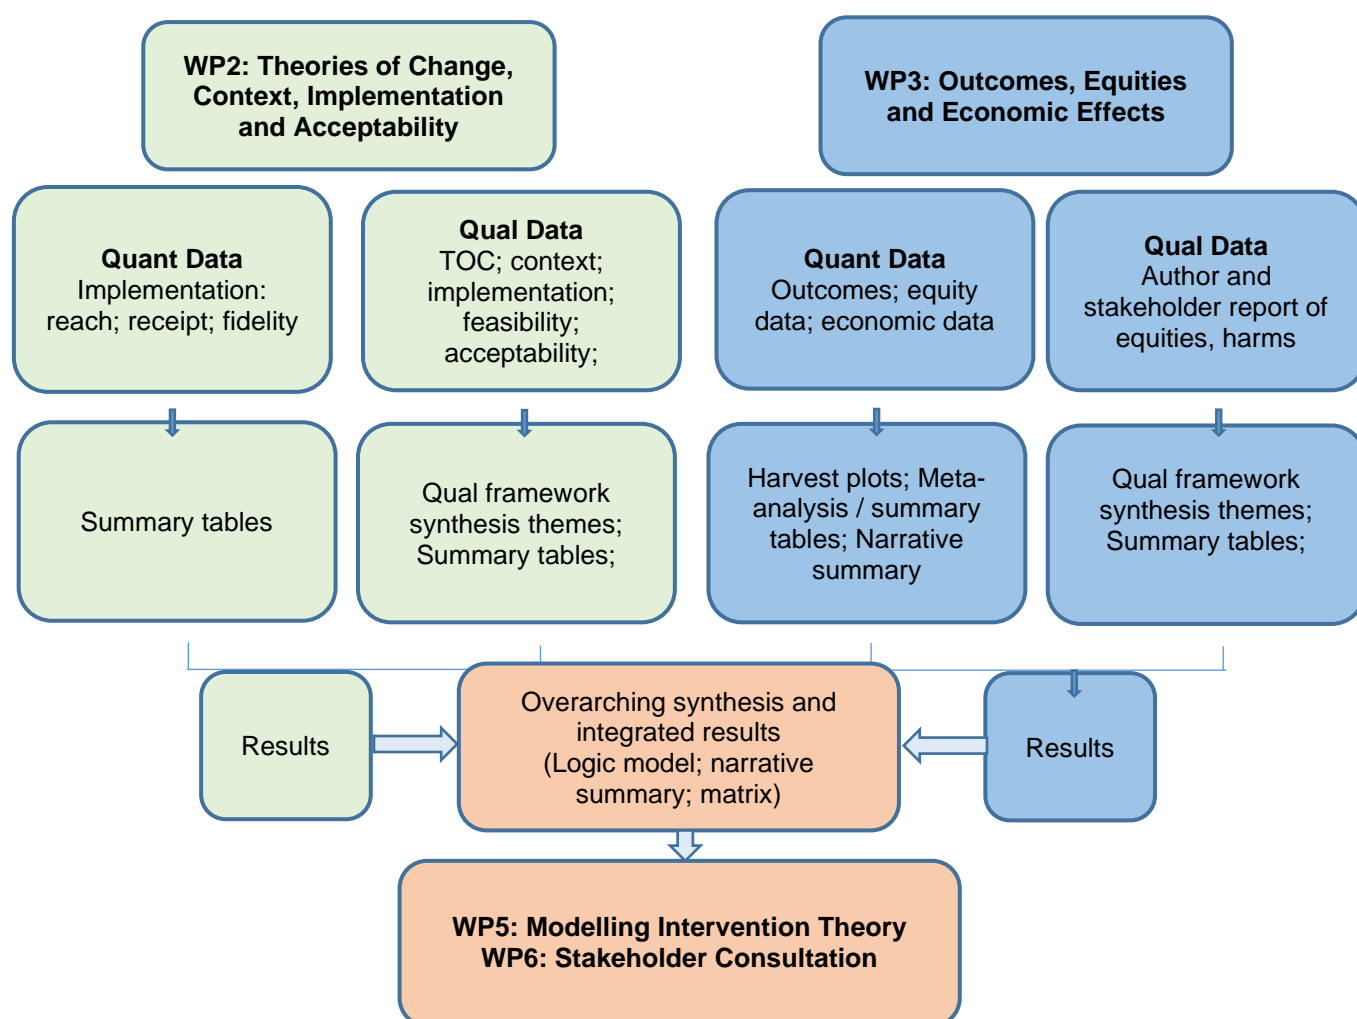 WP2: Theories of Change,
Context, Implementation
and Acceptability
WP3: Outcomes, Equities
and Economic Effects
Quant Data
Implementation:
reach; receipt; fidelity
Qual Data
TOC; context;
implementation;
feasibility;
acceptability;
Quant Data
Outcomes; equity
data; economic data
Qual Data
Author and
stakeholder report of
equities, harms
Summary tables
Qual framework
synthesis themes;
Summary tables;
Harvest plots; Meta-
analysis / summary
tables; Narrative
summary
Qual framework
synthesis themes;
Summary tables;
Results
Overarching synthesis and
integrated results
(Logic model; narrative
summary; matrix)
Results
WP5: Modelling Intervention Theory
WP6: Stakeholder Consultation